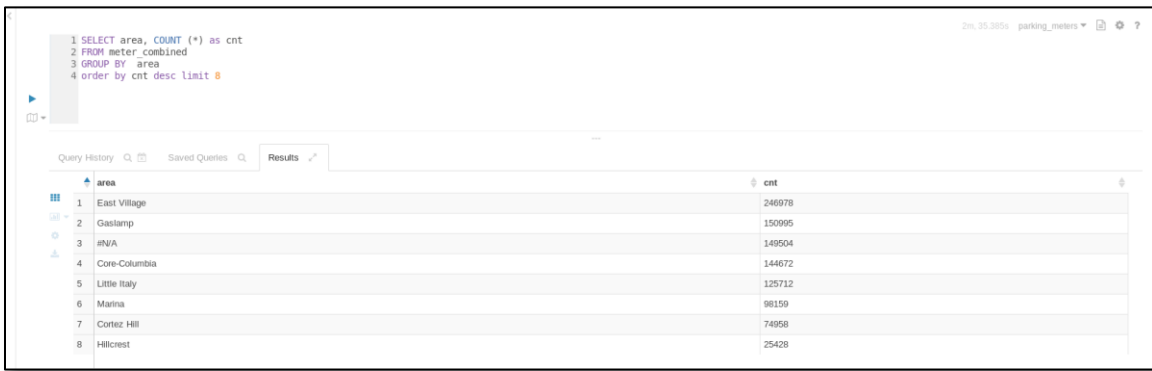 2m, 35.385s parking_meters ?
1 SELECT area, COUNT (*) as cnt
2 FROM meter_combined
3 GROUP BY area
4 order by cnt desc limit 8
Query History Saved Queries Results
area cnt
1 East Village 246978
2 Gaslamp 150995
3 #N/A 149504
4 Core-Columbia 144672
5 Little Italy 125712
6 Marina 98159
7 Cortez Hill 74958
8 Hillcrest 25428